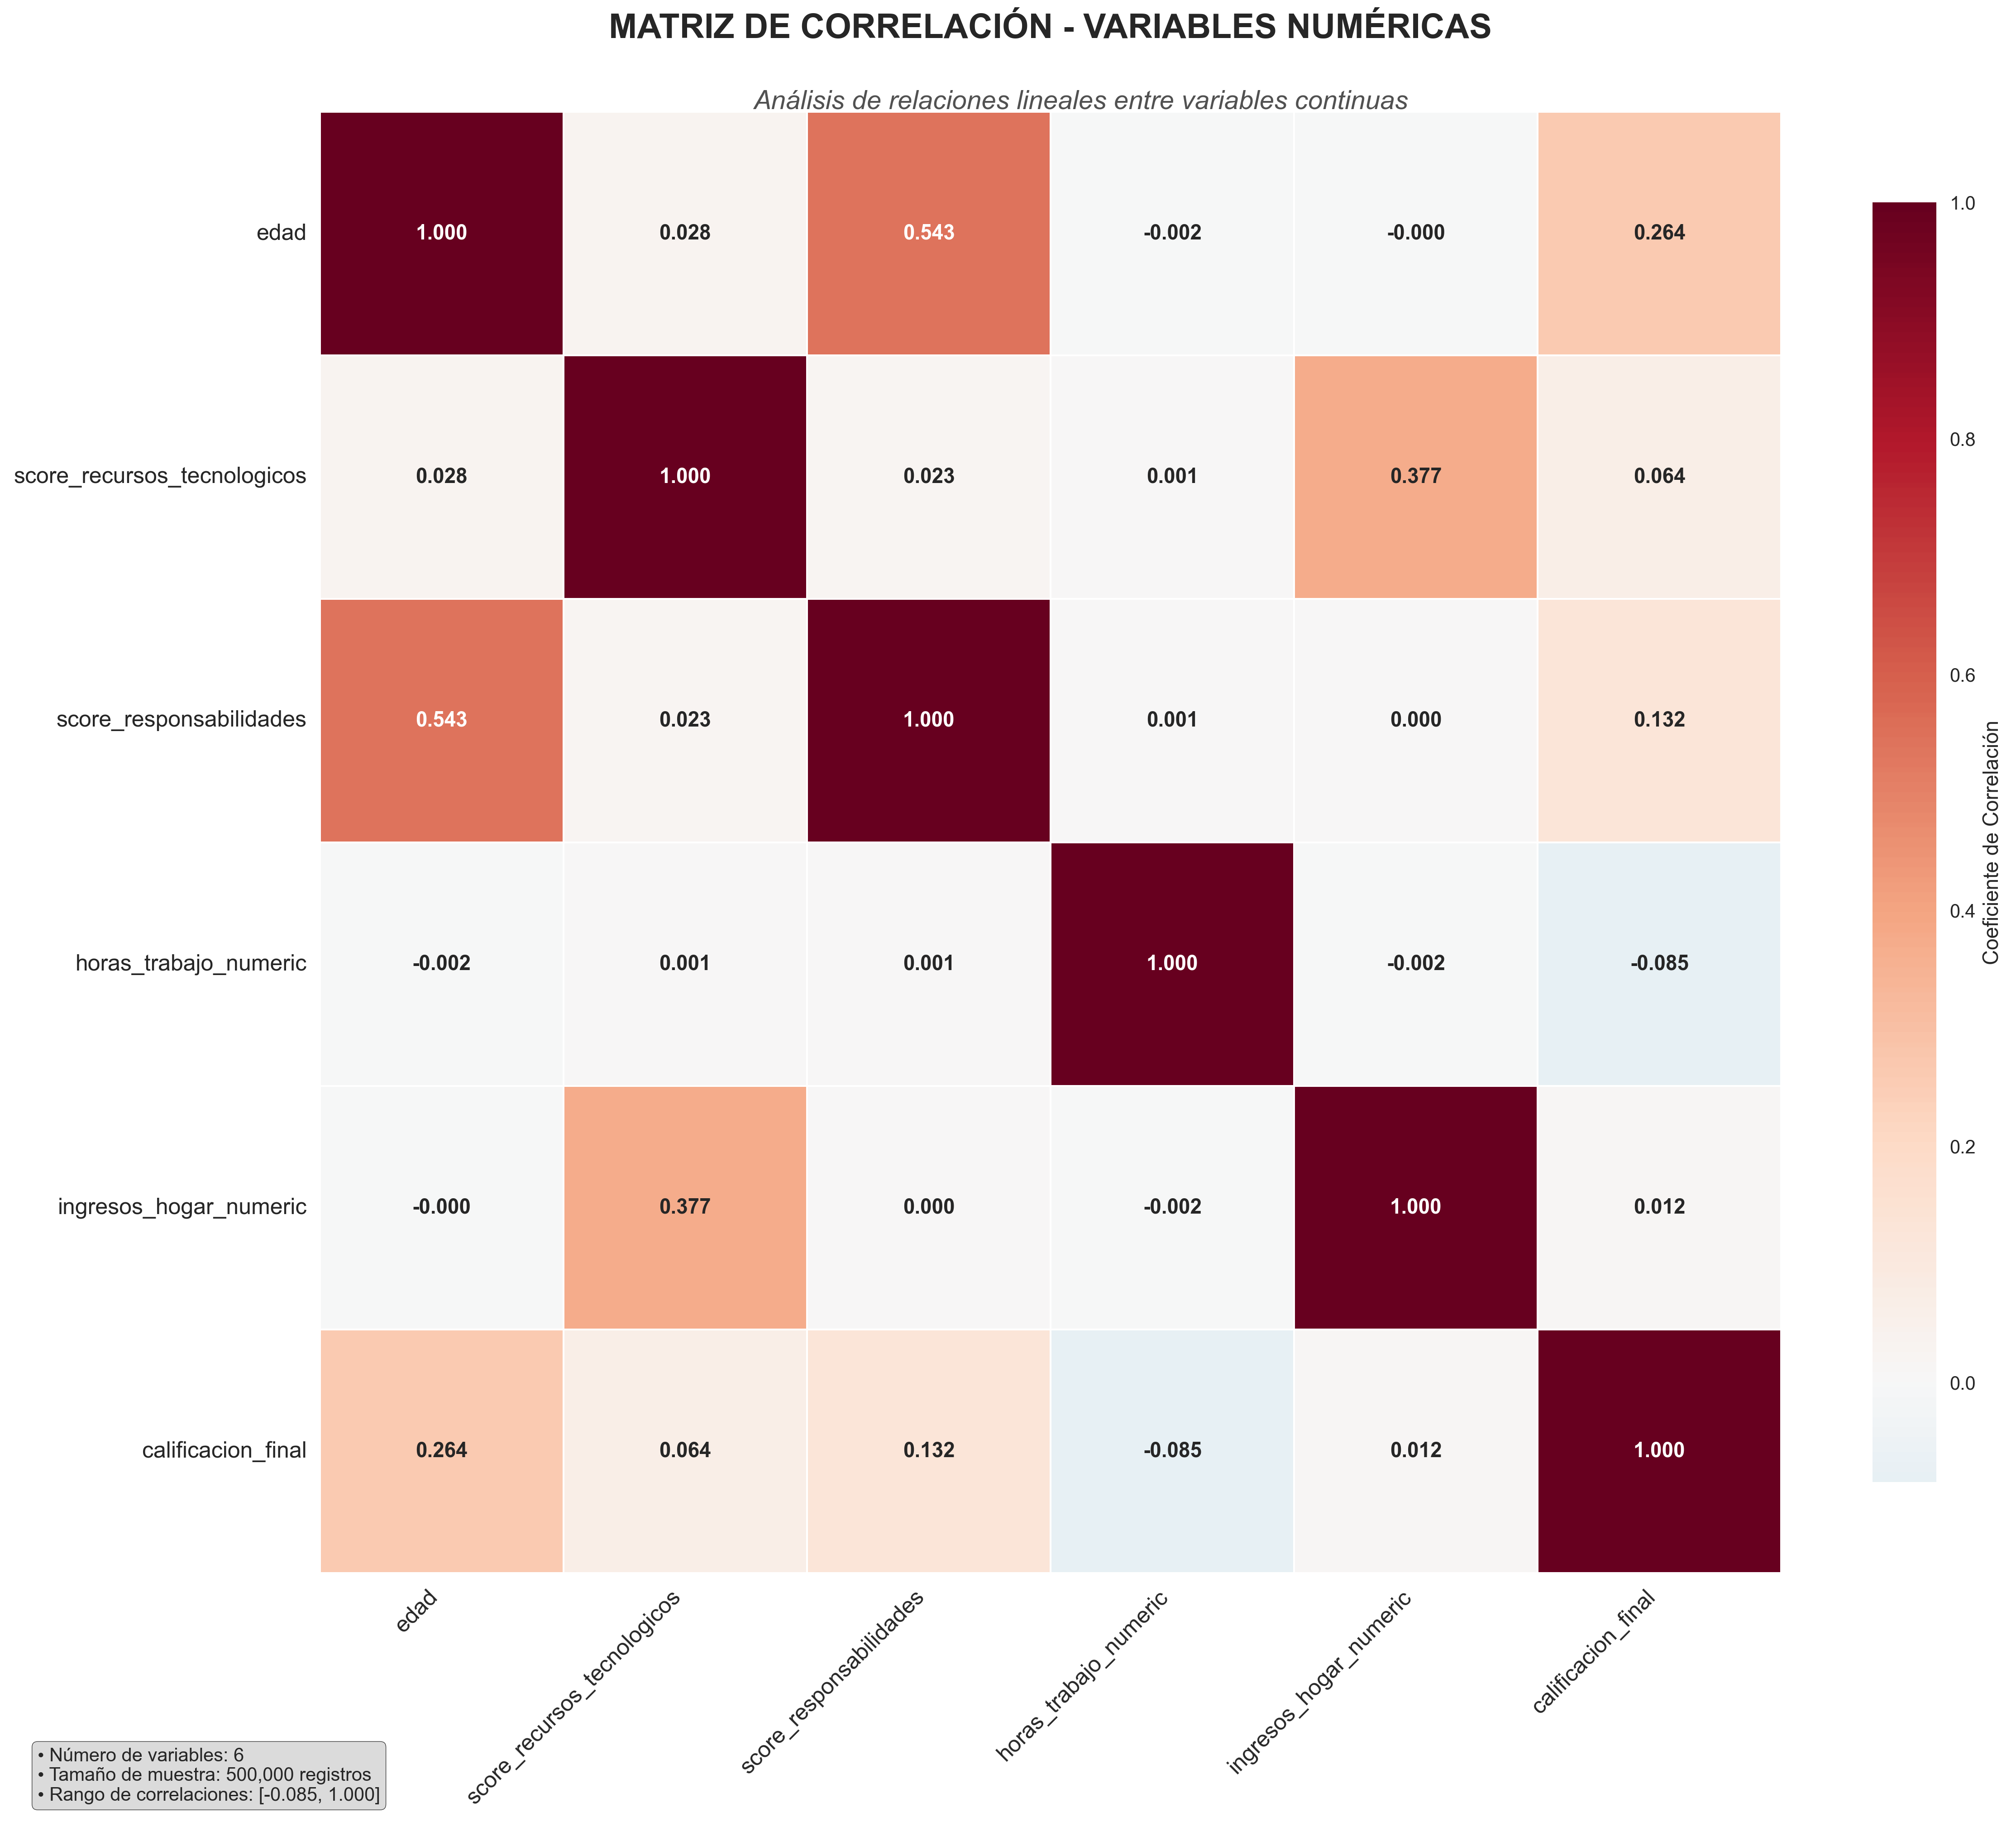 MATRIZ DE CORRELACIÓN - VARIABLES NUMÉRICAS
Análisis de relaciones lineales entre variables continuas
edad 1.000 0.028 0.543 -0.002 -0.000 0.264
score_recursos_tecnologicos 0.028 1.000 0.023 0.001 0.377 0.064
score_responsabilidades 0.543 0.023 1.000 0.001 0.000 0.132
horas_trabajo_numeric -0.002 0.001 0.001 1.000 -0.002 -0.085
ingresos_hogar_numeric -0.000 0.377 0.000 -0.002 1.000 0.012
calificacion_final 0.264 0.064 0.132 -0.085 0.012 1.000
edad
score_recursos_tecnologicos
score_responsabilidades
horas_trabajo_numeric
ingresos_hogar_numeric
calificacion_final
1.0
0.8
0.6
0.4
0.2
0.0
Coeficiente de Correlación
• Número de variables: 6
• Tamaño de muestra: 500,000 registros
• Rango de correlaciones: [-0.085, 1.000]